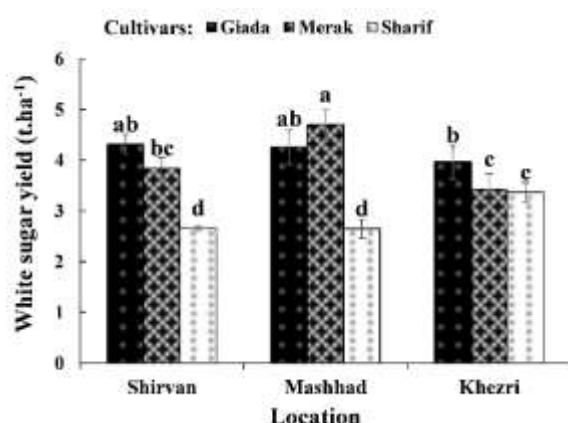 Cultivars: Giada Merak Sharif
White sugar yield (t.ha-1)
6
5
4
3
2
1
0
ab
bc
d
ab
a
d
b
c
c
Shirvan
Mashhad
Khezri
Location